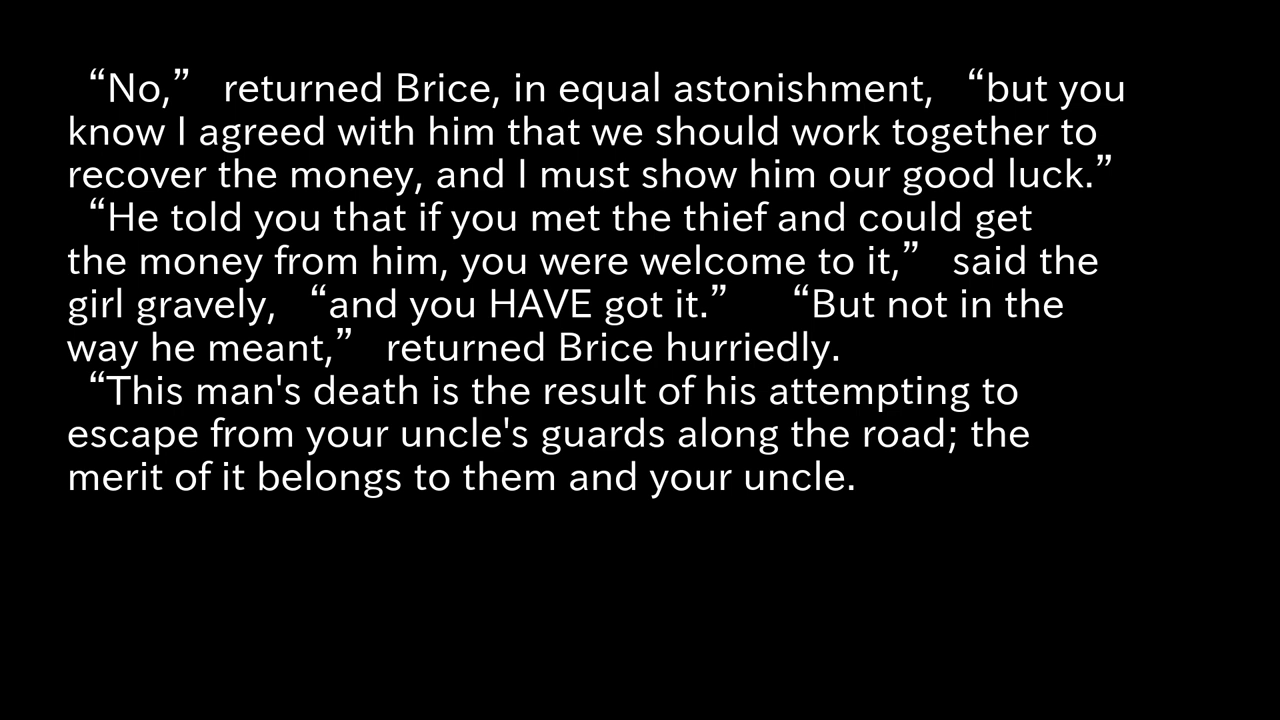 “No,” returned Brice, in equal astonishment, “but you
know I agreed with him that we should work together to
recover the money, and I must show him our good luck.”
“He told you that if you met the thief and could get
the money from him, you were welcome to it,” said the
girl gravely, “and you HAVE got it.” “But not in the
way he meant,” returned Brice hurriedly.
“This man's death is the result of his attempting to
escape from your uncle's guards along the road; the
merit of it belongs to them and your uncle.